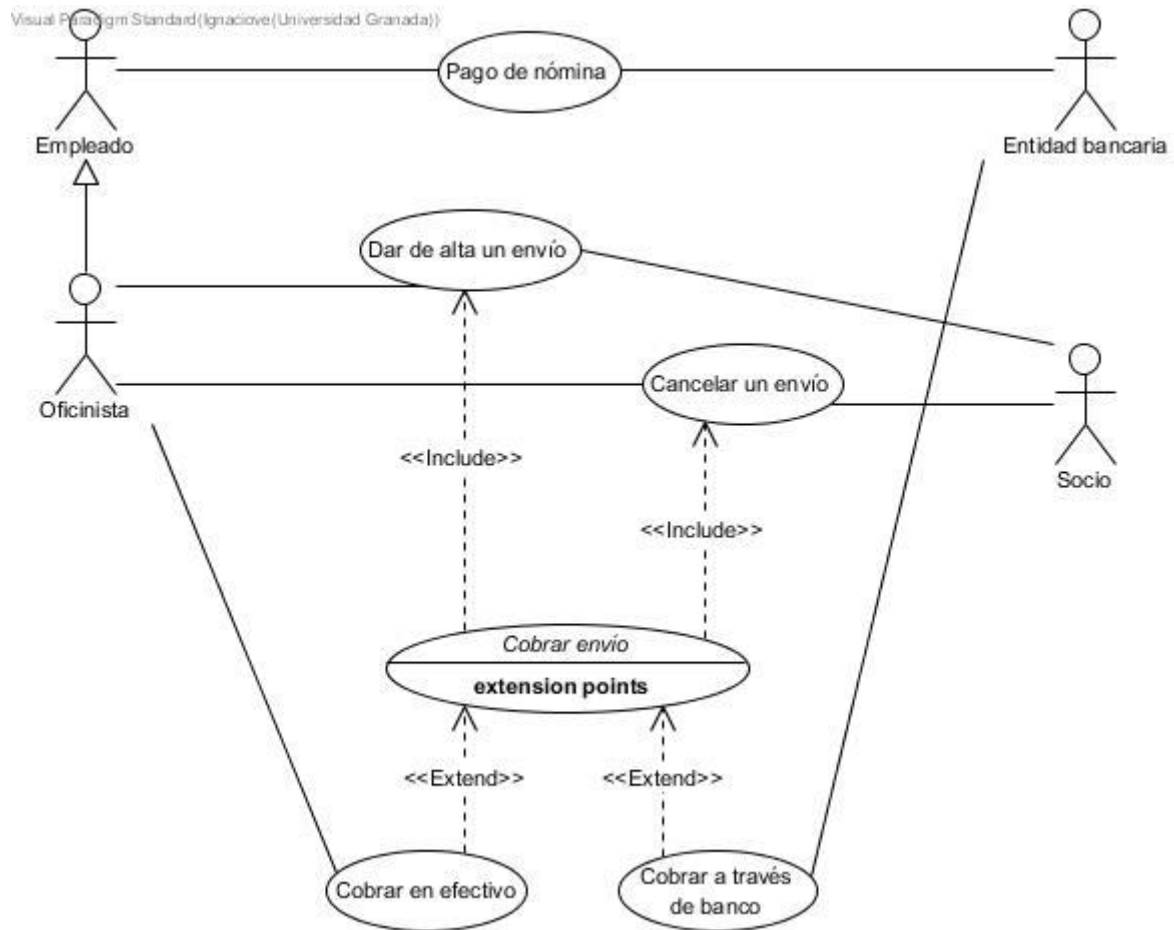 Visual Paradigm Standard(Ignaciove(Universidad Granada))
Pago de nómina
Empleado
Entidad bancaria
Dar de alta un envío
Cancelar un envío
Oficinista
<<Include>>
Socio
<<Include>>
Cobrar envío
extension points
<<Extend>>
<<Extend>>
Cobrar en efectivo
Cobrar a través
de banco